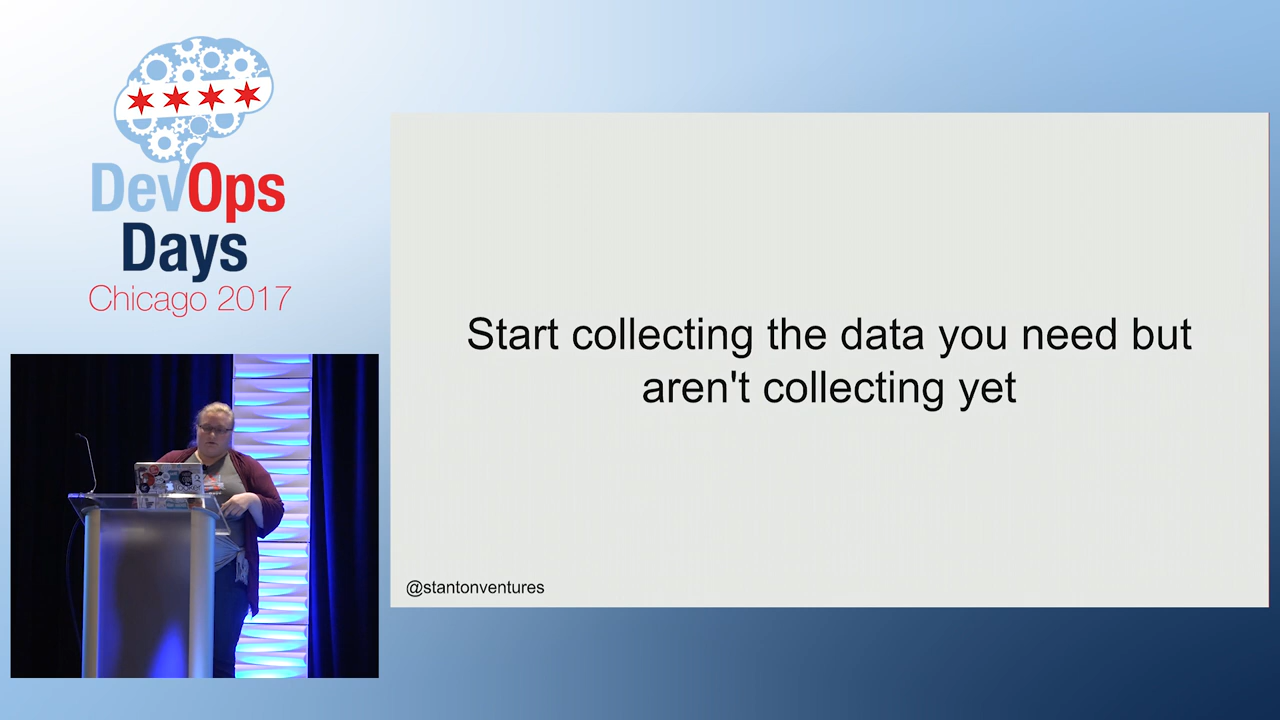 DevOps
Days
Chicago 2017
Start collecting the data you need but
aren't collecting yet
@stantonventures